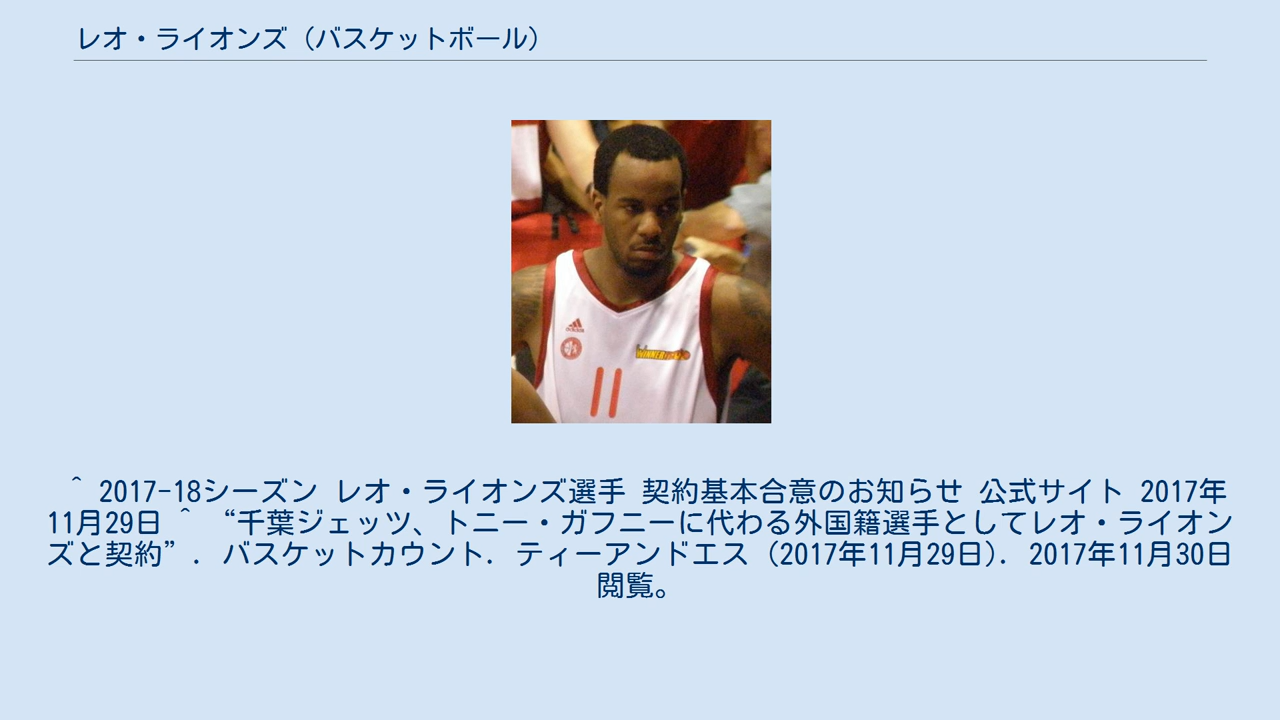 レオ・ライオンズ (バスケットボール)
adidas
WINNER
11
^ 2017-18シーズン レオ・ライオンズ選手 契約基本合意のお知らせ 公式サイト 2017年
11月29日 ^ “千葉ジェッツ、トニー・ガフニーに代わる外国籍選手としてレオ・ライオン
ズと契約”. バスケットカウント. ティーアンドエス (2017年11月29日). 2017年11月30日
閲覧。